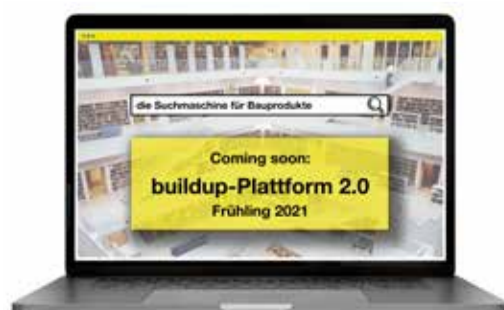 die Suchmaschine für Bauprodukte
Coming soon:
buildup-Plattform 2.0
Frühling 2021